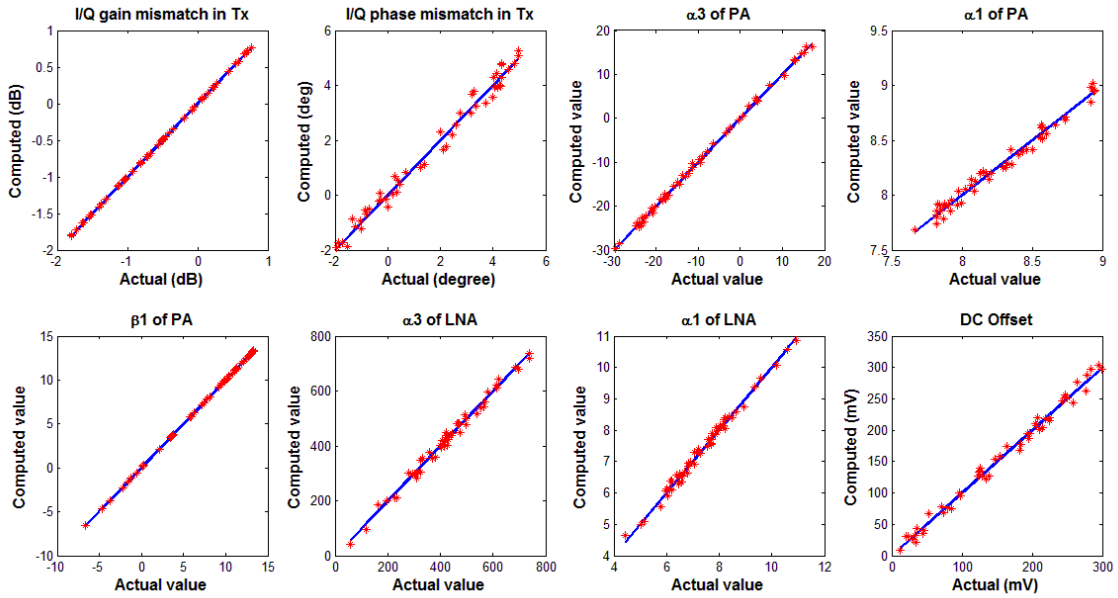 I/Q gain mismatch in Tx
Computed (dB)
1
0.5
0
-0.5
-1
-1.5
-2
-2 -1 0 1
Actual (dB)
I/Q phase mismatch in Tx
Computed (deg)
6
4
2
0
-2
-2 0 2 4 6
Actual (degree)
α3 of PA
Computed value
30
20
10
0
-10
-20
-30
-30 -20 -10 0 10 20
Actual value
α1 of PA
Computed value
9.5
9
8.5
8
7.5
7.5 8 8.5 9
Actual value
β1 of PA
Computed value
15
10
5
0
-5
-10
-10 -5 0 5 10 15
Actual value
α3 of LNA
Computed value
800
600
400
200
0
0 200 400 600 800
Actual value
α1 of LNA
Computed value
11
10
9
8
7
6
5
4
4 6 8 10 12
Actual value
DC Offset
Computed (mV)
350
300
250
200
150
100
50
0
0 100 200 300
Actual (mV)